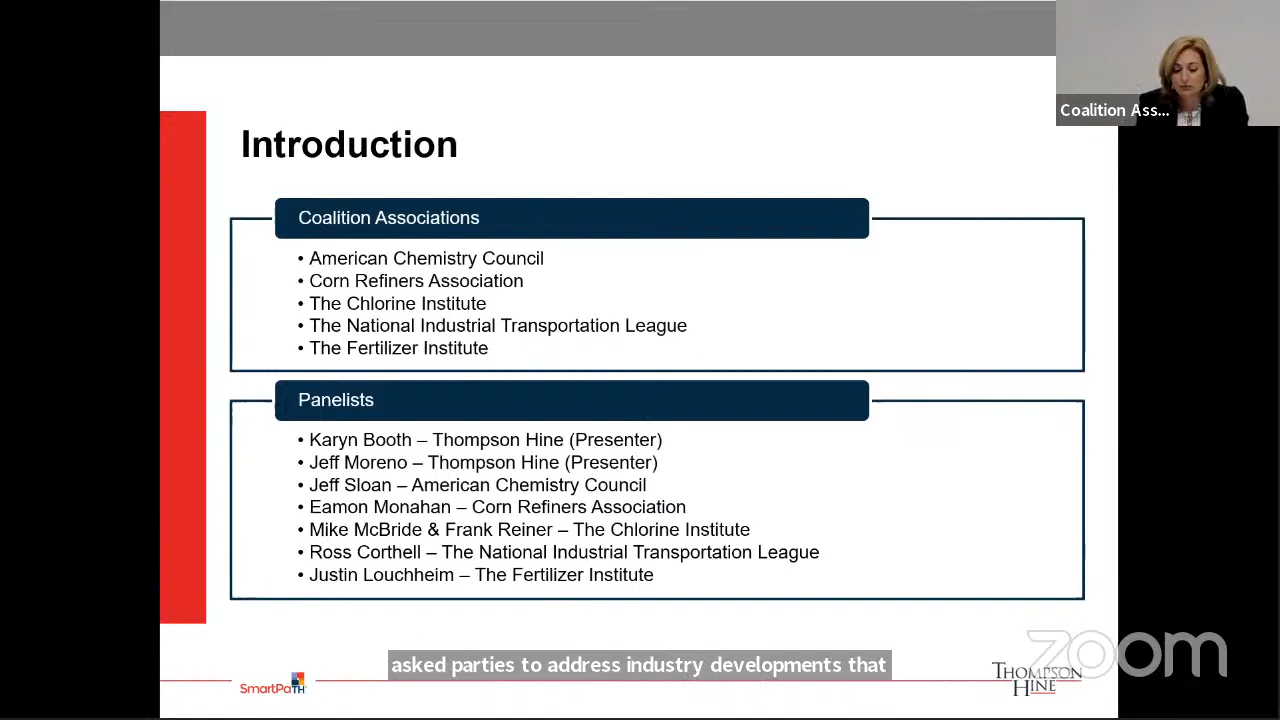 Coalition Ass...
Introduction
Coalition Associations
• American Chemistry Council
• Corn Refiners Association
• The Chlorine Institute
• The National Industrial Transportation League
• The Fertilizer Institute
Panelists
• Karyn Booth – Thompson Hine (Presenter)
• Jeff Moreno – Thompson Hine (Presenter)
• Jeff Sloan – American Chemistry Council
• Eamon Monahan – Corn Refiners Association
• Mike McBride & Frank Reiner – The Chlorine Institute
• Ross Corthell – The National Industrial Transportation League
• Justin Louchheim – The Fertilizer Institute
asked parties to address industry developments that
SmartPaTH
THOMPSON
HINE
zoom